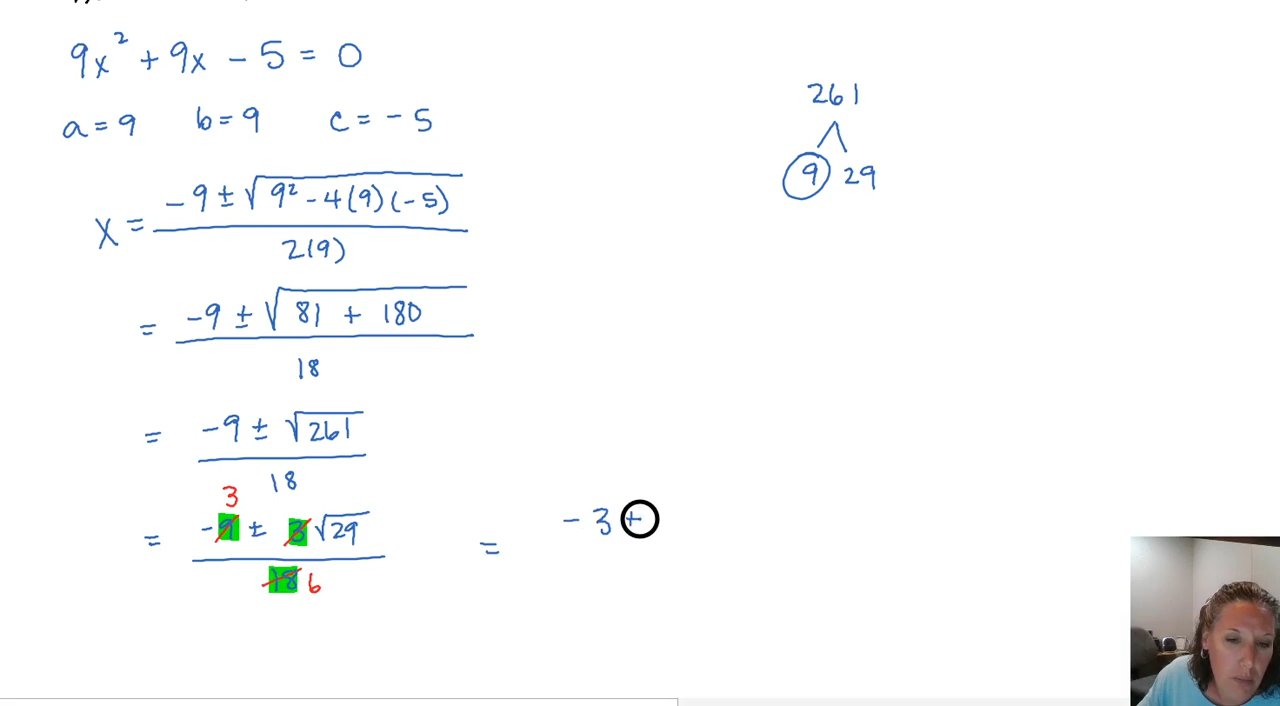 9x² + 9x - 5 = 0
a = 9 b = 9 c = - 5
x = (-9 ± √(9² - 4(9)(-5))) / 2(9)
= (-9 ± √(81 + 180)) / 18
= (-9 ± √261) / 18
3
= (-9 ± 3√29) / 18 6
= - 3 +
261
9 29